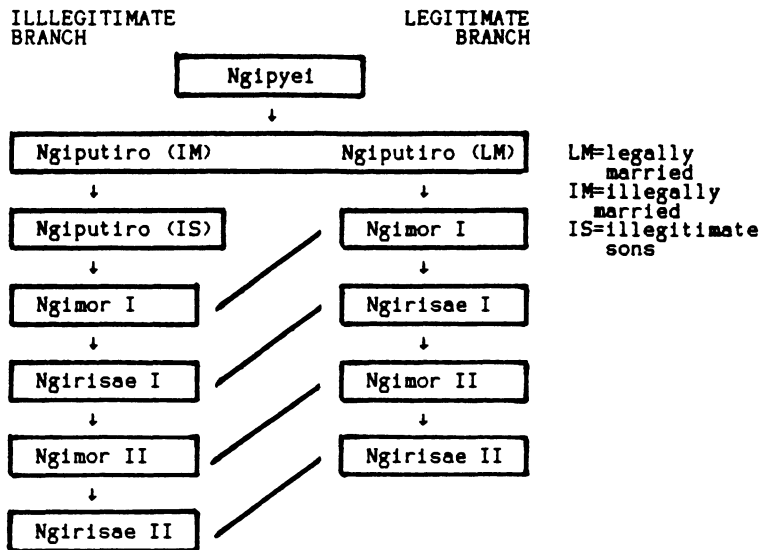 ILLLEGITIMATE LEGITIMATE
BRANCH BRANCH
Ngipyei
↓
Ngiputiro (IM) Ngiputiro (LM) LM=legally
married
↓ ↓ IM=illegally
married
Ngiputiro (IS) Ngimor I IS=illegitimate
sons
↓ ↓
Ngimor I Ngirisae I
↓ ↓
Ngirisae I Ngimor II
↓ ↓
Ngimor II Ngirisae II
↓
Ngirisae II